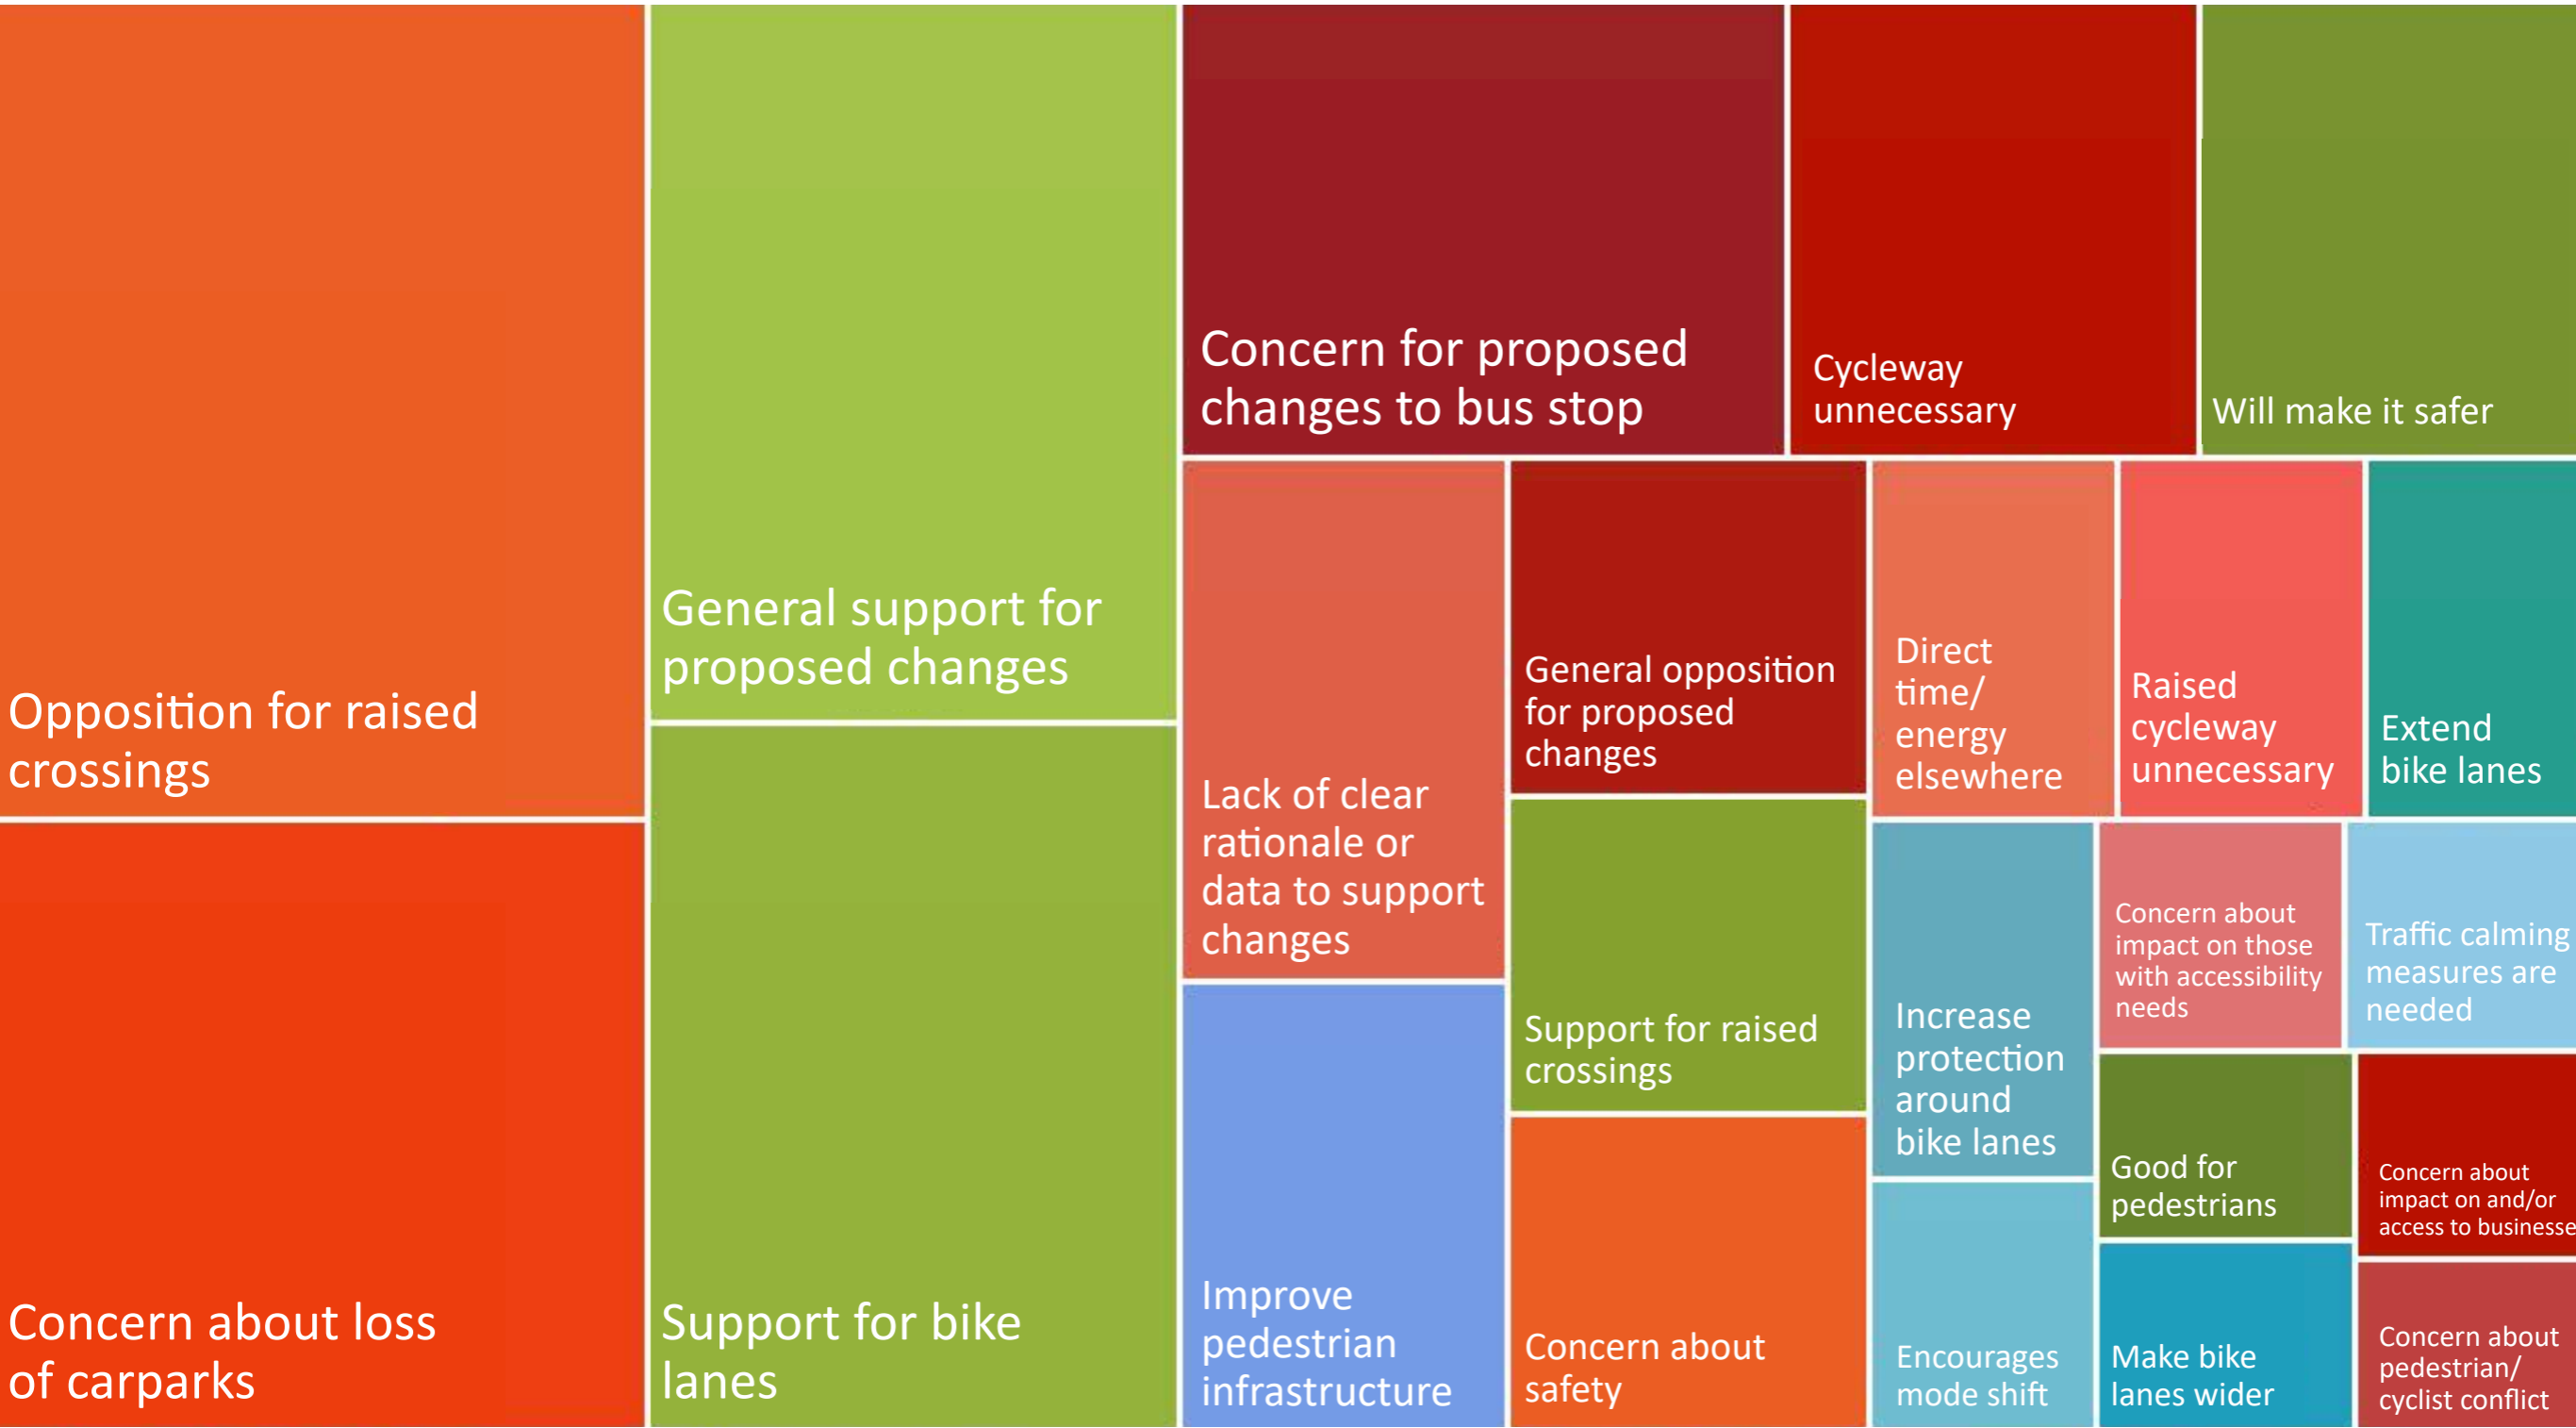 Opposition for raised
crossings
Concern about loss
of carparks
General support for
proposed changes
Support for bike
lanes
Concern for proposed
changes to bus stop
Cycleway
unnecessary
Will make it safer
Lack of clear
rationale or
data to support
changes
Improve
pedestrian
infrastructure
General opposition
for proposed
changes
Support for raised
crossings
Concern about
safety
Direct
time/
energy
elsewhere
Raised
cycleway
unnecessary
Extend
bike lanes
Increase
protection
around
bike lanes
Encourages
mode shift
Concern about
impact on those
with accessibility
needs
Traffic calming
measures are
needed
Good for
pedestrians
Make bike
lanes wider
Concern about
impact on and/or
access to businesse
Concern about
pedestrian/
cyclist conflict